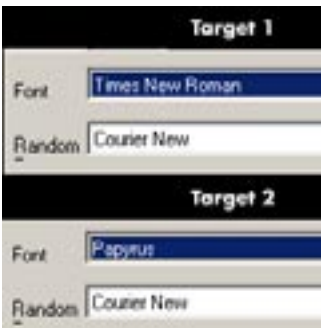 Target 1
Font Times New Roman
Random Courier New
Target 2
Font Papyrus
Random Courier New